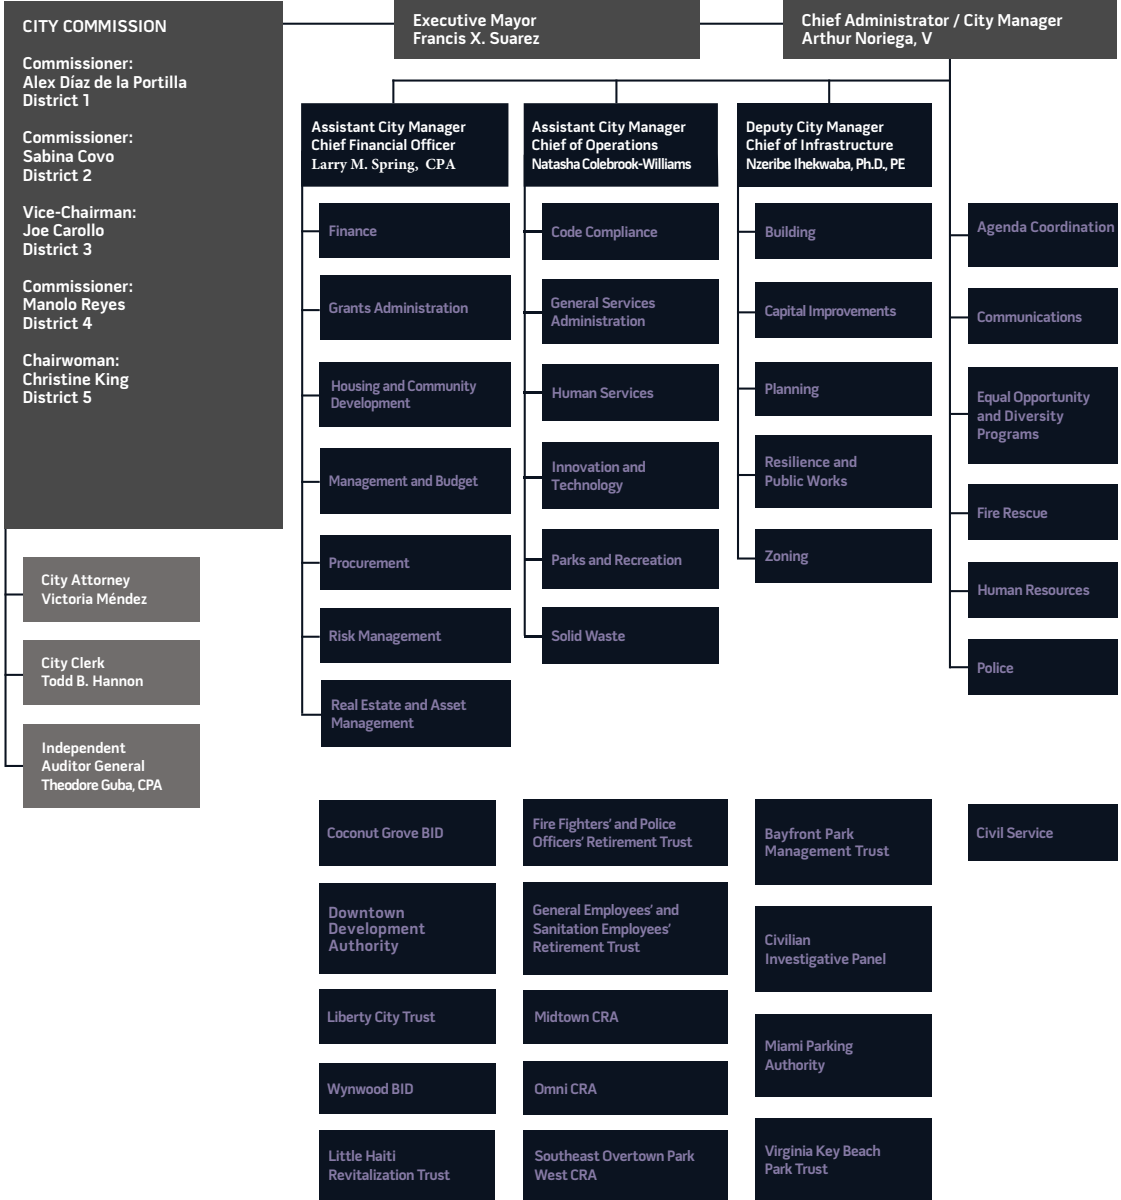 CITY COMMISSION
Commissioner:
Alex Díaz de la Portilla
District 1
Commissioner:
Sabina Covo
District 2
Vice-Chairman:
Joe Carollo
District 3
Commissioner:
Manolo Reyes
District 4
Chairwoman:
Christine King
District 5
City Attorney
Victoria Méndez
City Clerk
Todd B. Hannon
Independent
Auditor General
Theodore Guba, CPA
Executive Mayor
Francis X. Suarez
Chief Administrator / City Manager
Arthur Noriega, V
Assistant City Manager
Chief Financial Officer
Larry M. Spring, CPA
Finance
Grants Administration
Housing and Community
Development
Management and Budget
Procurement
Risk Management
Real Estate and Asset
Management
Assistant City Manager
Chief of Operations
Natasha Colebrook-Williams
Code Compliance
General Services
Administration
Human Services
Innovation and
Technology
Parks and Recreation
Solid Waste
Deputy City Manager
Chief of Infrastructure
Nzeribe Ihekwaba, Ph.D., PE
Building
Capital Improvements
Planning
Resilience and
Public Works
Zoning
Agenda Coordination
Communications
Equal Opportunity
and Diversity
Programs
Fire Rescue
Human Resources
Police
Coconut Grove BID
Downtown
Development
Authority
Liberty City Trust
Wynwood BID
Little Haiti
Revitalization Trust
Fire Fighters’ and Police
Officers’ Retirement Trust
General Employees’ and
Sanitation Employees’
Retirement Trust
Midtown CRA
Omni CRA
Southeast Overtown Park
West CRA
Bayfront Park
Management Trust
Civilian
Investigative Panel
Miami Parking
Authority
Virginia Key Beach
Park Trust
Civil Service